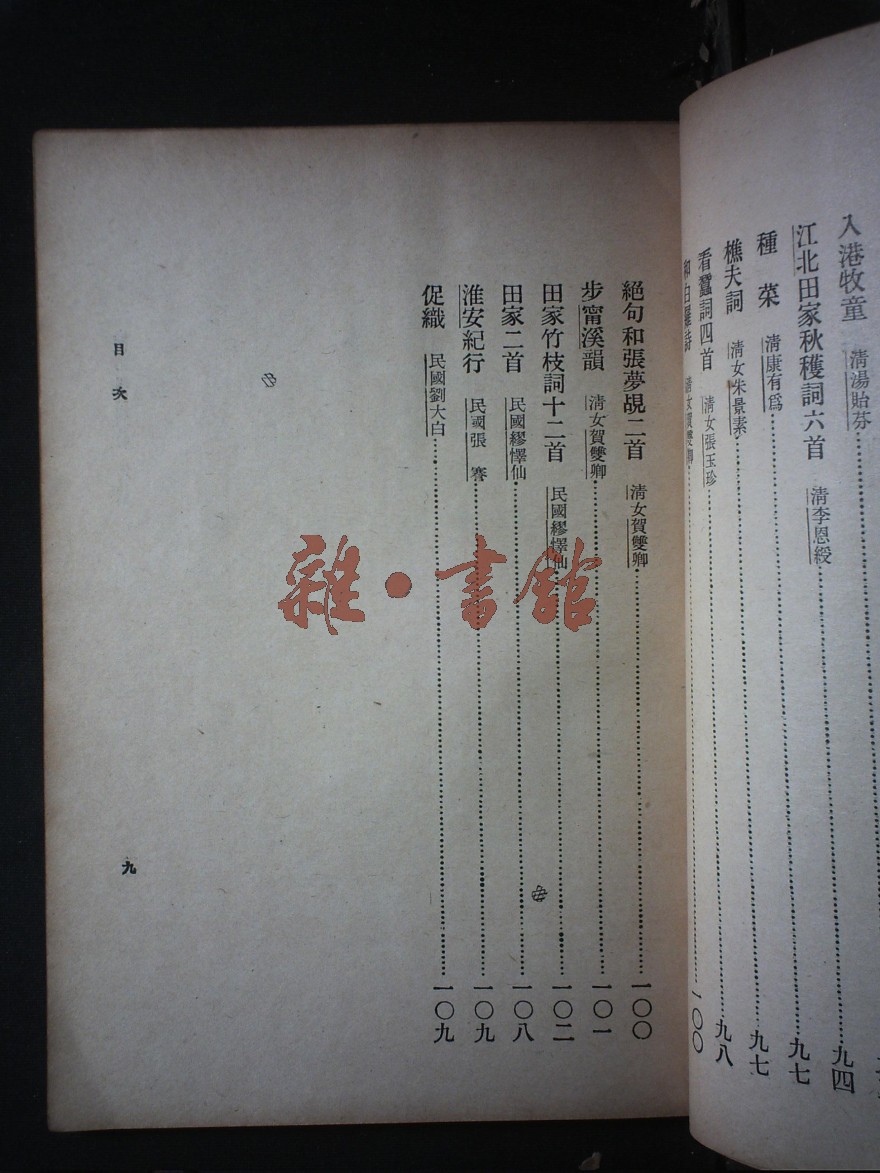 入港牧童 清湯貽芬 九四
江北田家秋穫詞六首 清李恩綬 九七
種菜 清康有爲 九七
樵夫詞 清女朱景素 九八
看蠶詞四首 清女張玉珍
和白羅詩 清女賀雙卿 一〇〇
絕句和張夢覘二首 清女賀雙卿 一〇〇
步甯溪韻 清女賀雙卿 一〇一
田家竹枝詞十二首 民國繆懌仙 一〇二
田家二首 民國繆懌仙 一〇八
淮安紀行 民國張謇 一〇九
促織 民國劉大白 一〇九
目次
九
雜·書館